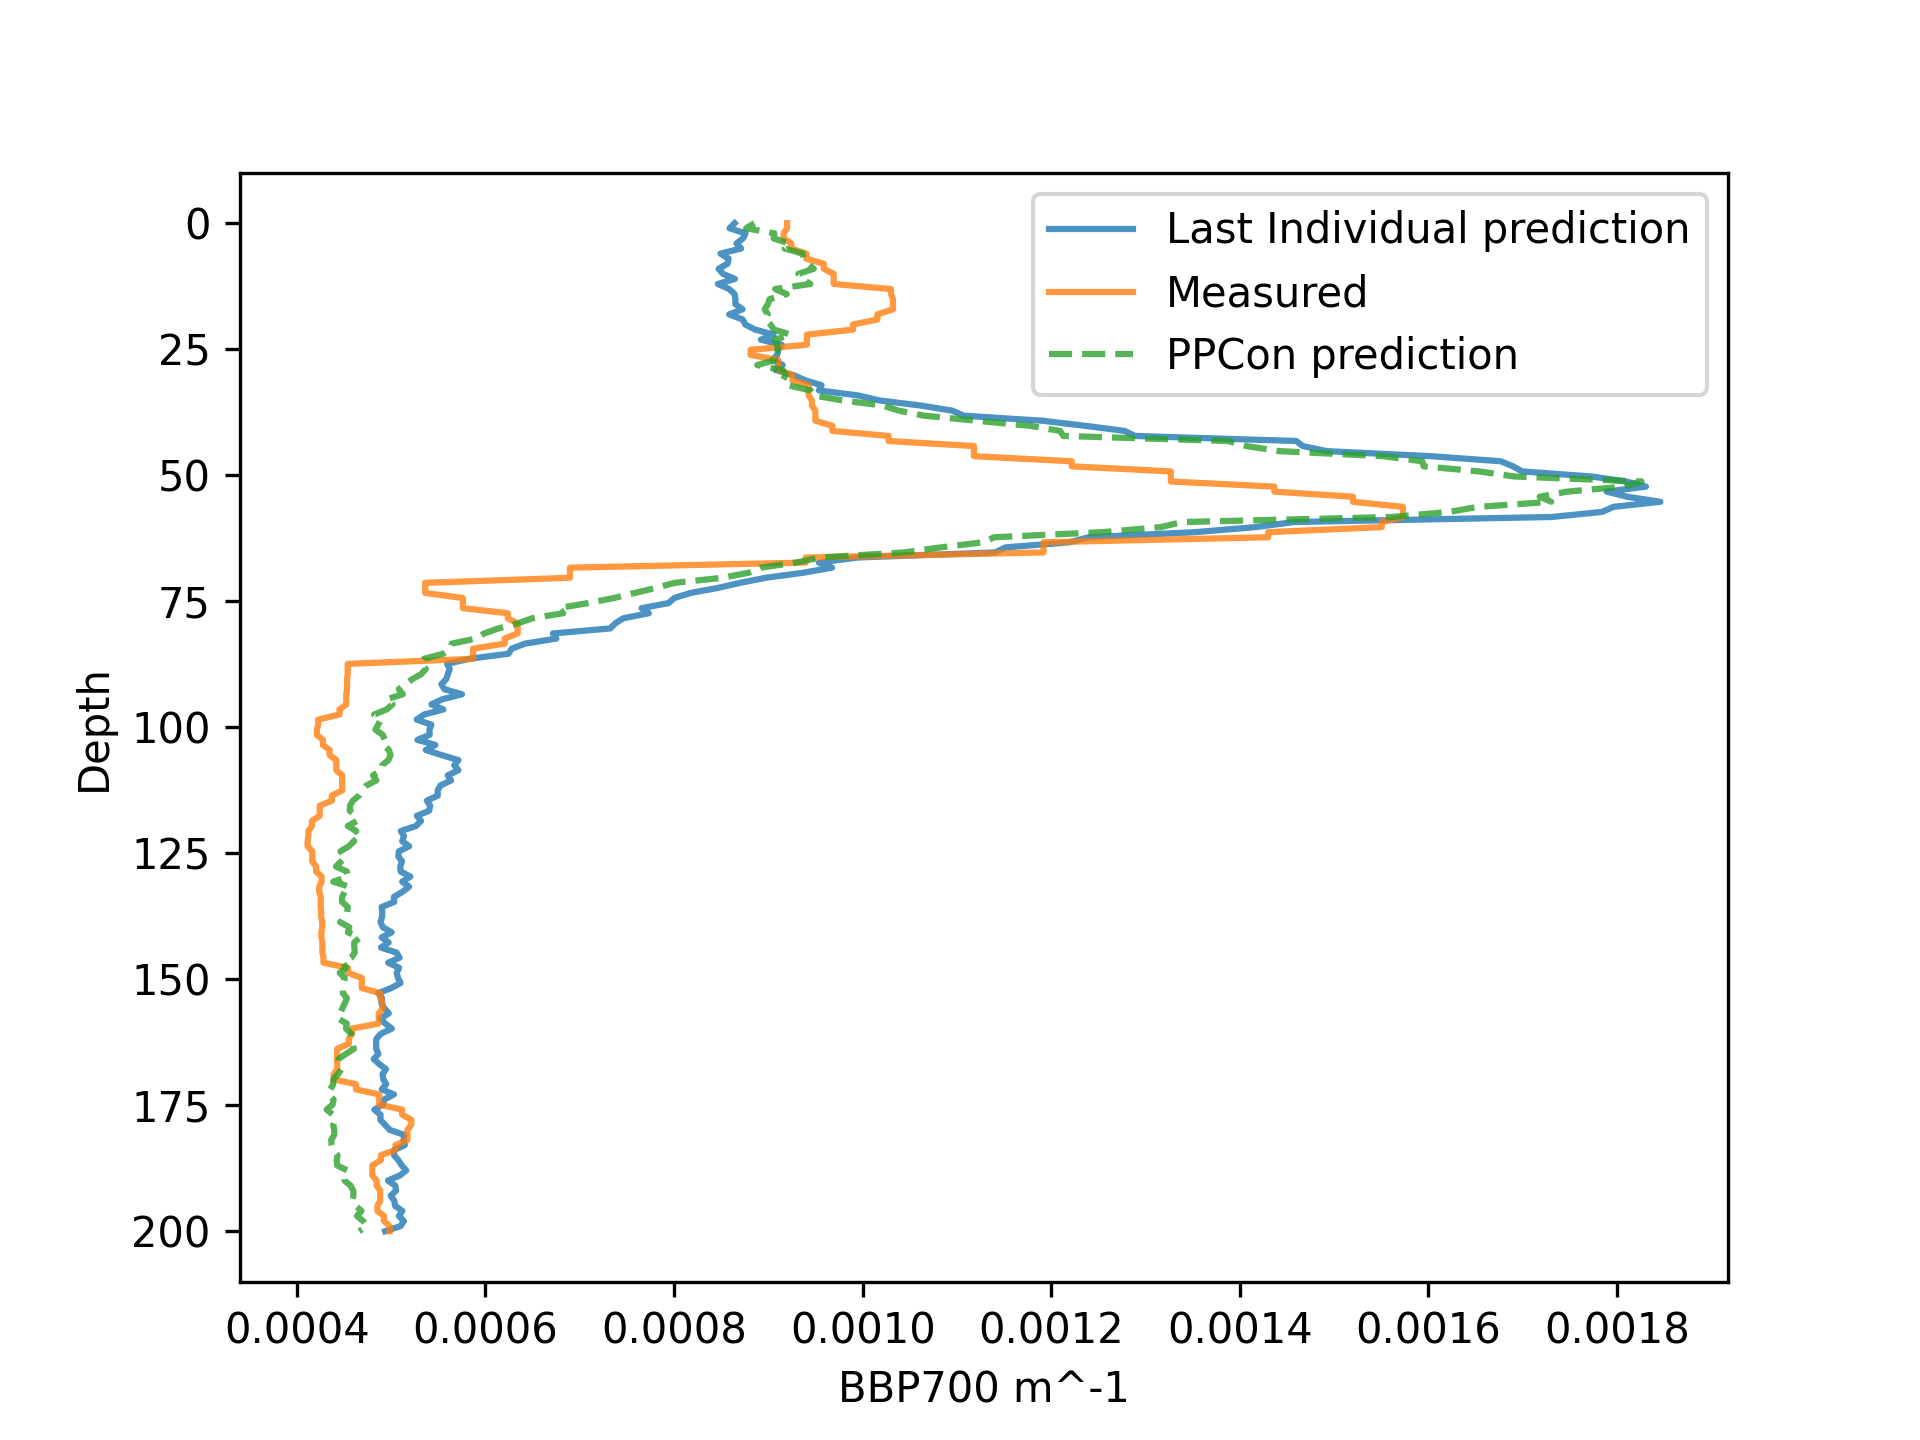 Last Individual prediction
Measured
PPCon prediction
0
25
50
75
100
125
150
175
200
Depth
0.0004 0.0006 0.0008 0.0010 0.0012 0.0014 0.0016 0.0018
BBP700 m^-1